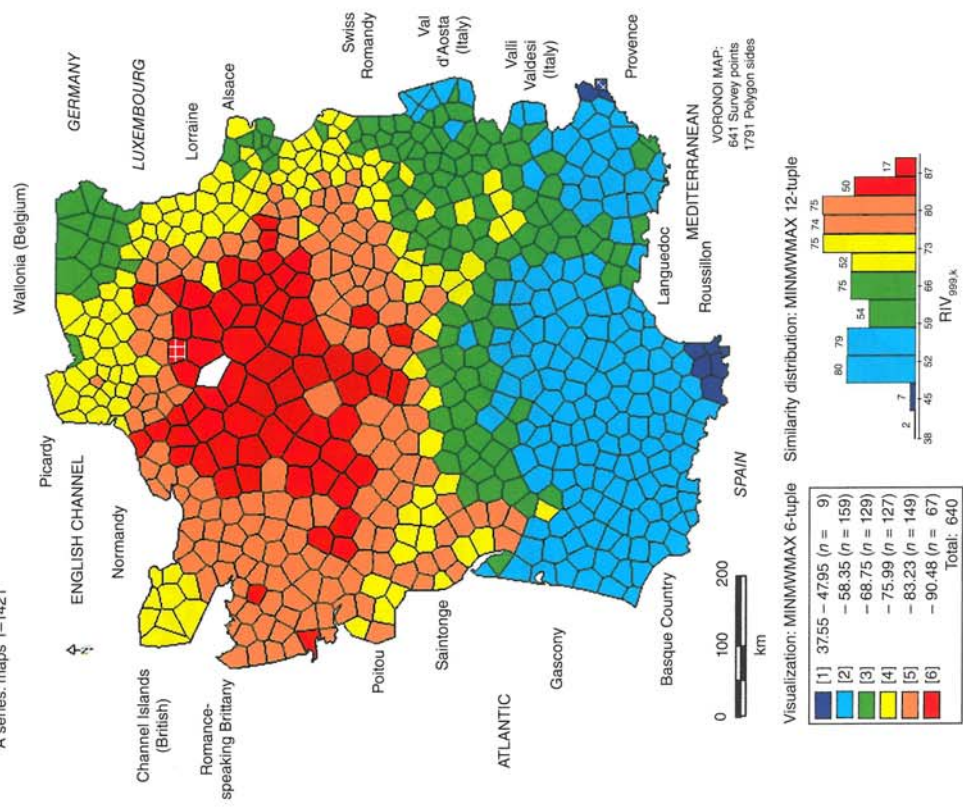 A series: maps 1–1421
Wallonia (Belgium)
GERMANY
LUXEMBOURG
Lorraine
Alsace
Swiss
Romandy
Val
d'Aosta
(Italy)
Valli
Valdesi
(Italy)
Provence
Picardy
ENGLISH CHANNEL
Normandy
N
Channel Islands
(British)
Romance-
speaking Brittany
Poitou
Saintonge
ATLANTIC
Gascony
Basque Country
SPAIN
Roussillon
Languedoc
MEDITERRANEAN
VORONOI MAP:
641 Survey points
1791 Polygon sides
0 100 200
km
Visualization: MINMWMAX 6-tuple
[1] 37.55 – 47.95 (n = 9)
[2] – 58.35 (n = 159)
[3] – 68.75 (n = 129)
[4] – 75.99 (n = 127)
[5] – 83.23 (n = 149)
[6] – 90.48 (n = 67)
Total: 640
Similarity distribution: MINMWMAX 12-tuple
2 7 80 79 54 75 52 75 74 75 50 17
38 45 52 59 66 73 80 87
RIV999,k